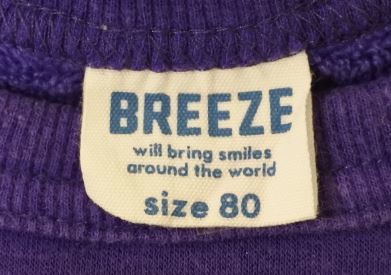 BREEZE
will bring smiles
around the world
size 80